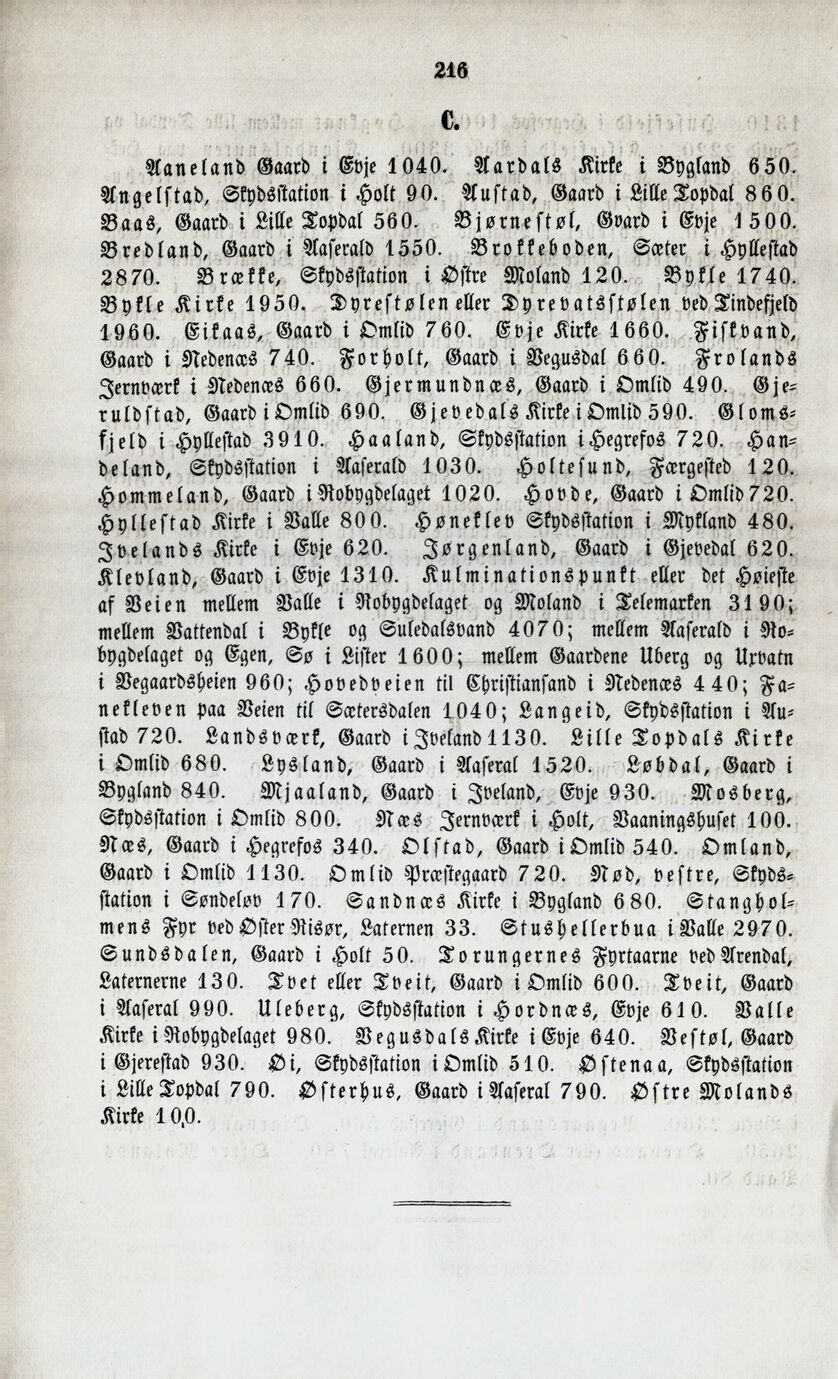 216
C.
Aaneland Gaard i Evje 1040. Aardals Kirke i Bygland 650.
Angelstad, Skydsstation i Holt 90. Austad, Gaard i Lille Topdal 860.
Baas, Gaard i Lille Topdal 560. Bjørnestøl, Gvard i Evje 1500.
Bredland, Gaard i Aaserald 1550. Brokkeboden, Sæter i Hyllestad
2870. Brække, Skydsstation i Østre Moland 120. Bykle 1740.
Bykle Kirke 1950. Dyrestølen eller Dyrevatsstølen ved Tindefjeld
1960. Eikaas, Gaard i Omlid 760. Evje Kirke 1660. Fiskvand,
Gaard i Nedenæs 740. Forholt, Gaard i Vegusdal 660. Frolands
Jernværk i Nedenæs 660. Gjermundnæs, Gaard i Omlid 490. Gje-
ruldstad, Gaard i Omlid 690. Gjevedals Kirke i Omlid 590. Gloms-
fjeld i Hyllestad 3910. Haaland, Skydsstation i Hegrefos 720. Han-
deland, Skydsstation i Aaserald 1030. Holtesund, Færgested 120.
Hommeland, Gaard i Robygdelaget 1020. Hovde, Gaard i Omlid 720.
Hyllestad Kirke i Valle 800. Høneklev Skydsstation i Mykland 480.
Ivelands Kirke i Evje 620. Jørgenland, Gaard i Gjevedal 620.
Klevland, Gaard i Evje 1310. Kulminationspunkt eller det Høieste
af Veien mellem Valle i Robygdelaget og Moland i Telemarken 3190;
mellem Vattendal i Bykle og Suledalsvand 4070; mellem Aaserald i Ro-
bygdelaget og Egen, Sø i Lister 1600; mellem Gaardene Uberg og Urvatn
i Vegaardsheien 960; Hovedveien til Christiansand i Nedenæs 440; Fa-
nekleven paa Veien til Sætersdalen 1040; Langeid, Skydsstation i Au-
stad 720. Landsværk, Gaard i Iveland 1130. Lille Topdals Kirke
i Omlid 680. Lysland, Gaard i Aaseral 1520. Løbdal, Gaard i
Bygland 840. Mjaaland, Gaard i Iveland, Evje 930. Mosberg,
Skydsstation i Omlid 800. Næs Jernværk i Holt, Vaaningshuset 100.
Næs, Gaard i Hegrefos 340. Olstad, Gaard i Omlid 540. Omland,
Gaard i Omlid 1130. Omlid Præstegaard 720. Rød, vestre, Skyds-
station i Søndeløv 170. Sandnæs Kirke i Bygland 680. Stanghol-
mens Fyr ved Øster Risør, Laternen 33. Stushellerbua i Valle 2970.
Sundsdalen, Gaard i Holt 50. Torungernes Fyrtaarne ved Arendal,
Laternerne 130. Tvet eller Tveit, Gaard i Omlid 600. Tveit, Gaard
i Aaseral 990. Uleberg, Skydsstation i Hordnæs, Evje 610. Valle
Kirke i Robygdelaget 980. Vegusdals Kirke i Evje 640. Vestøl, Gaard
i Gjerestad 930. Øi, Skydsstation i Omlid 510. Østenaa, Skydsstation
i Lille Topdal 790. Østerhus, Gaard i Aaseral 790. Østre Molands
Kirke 100.